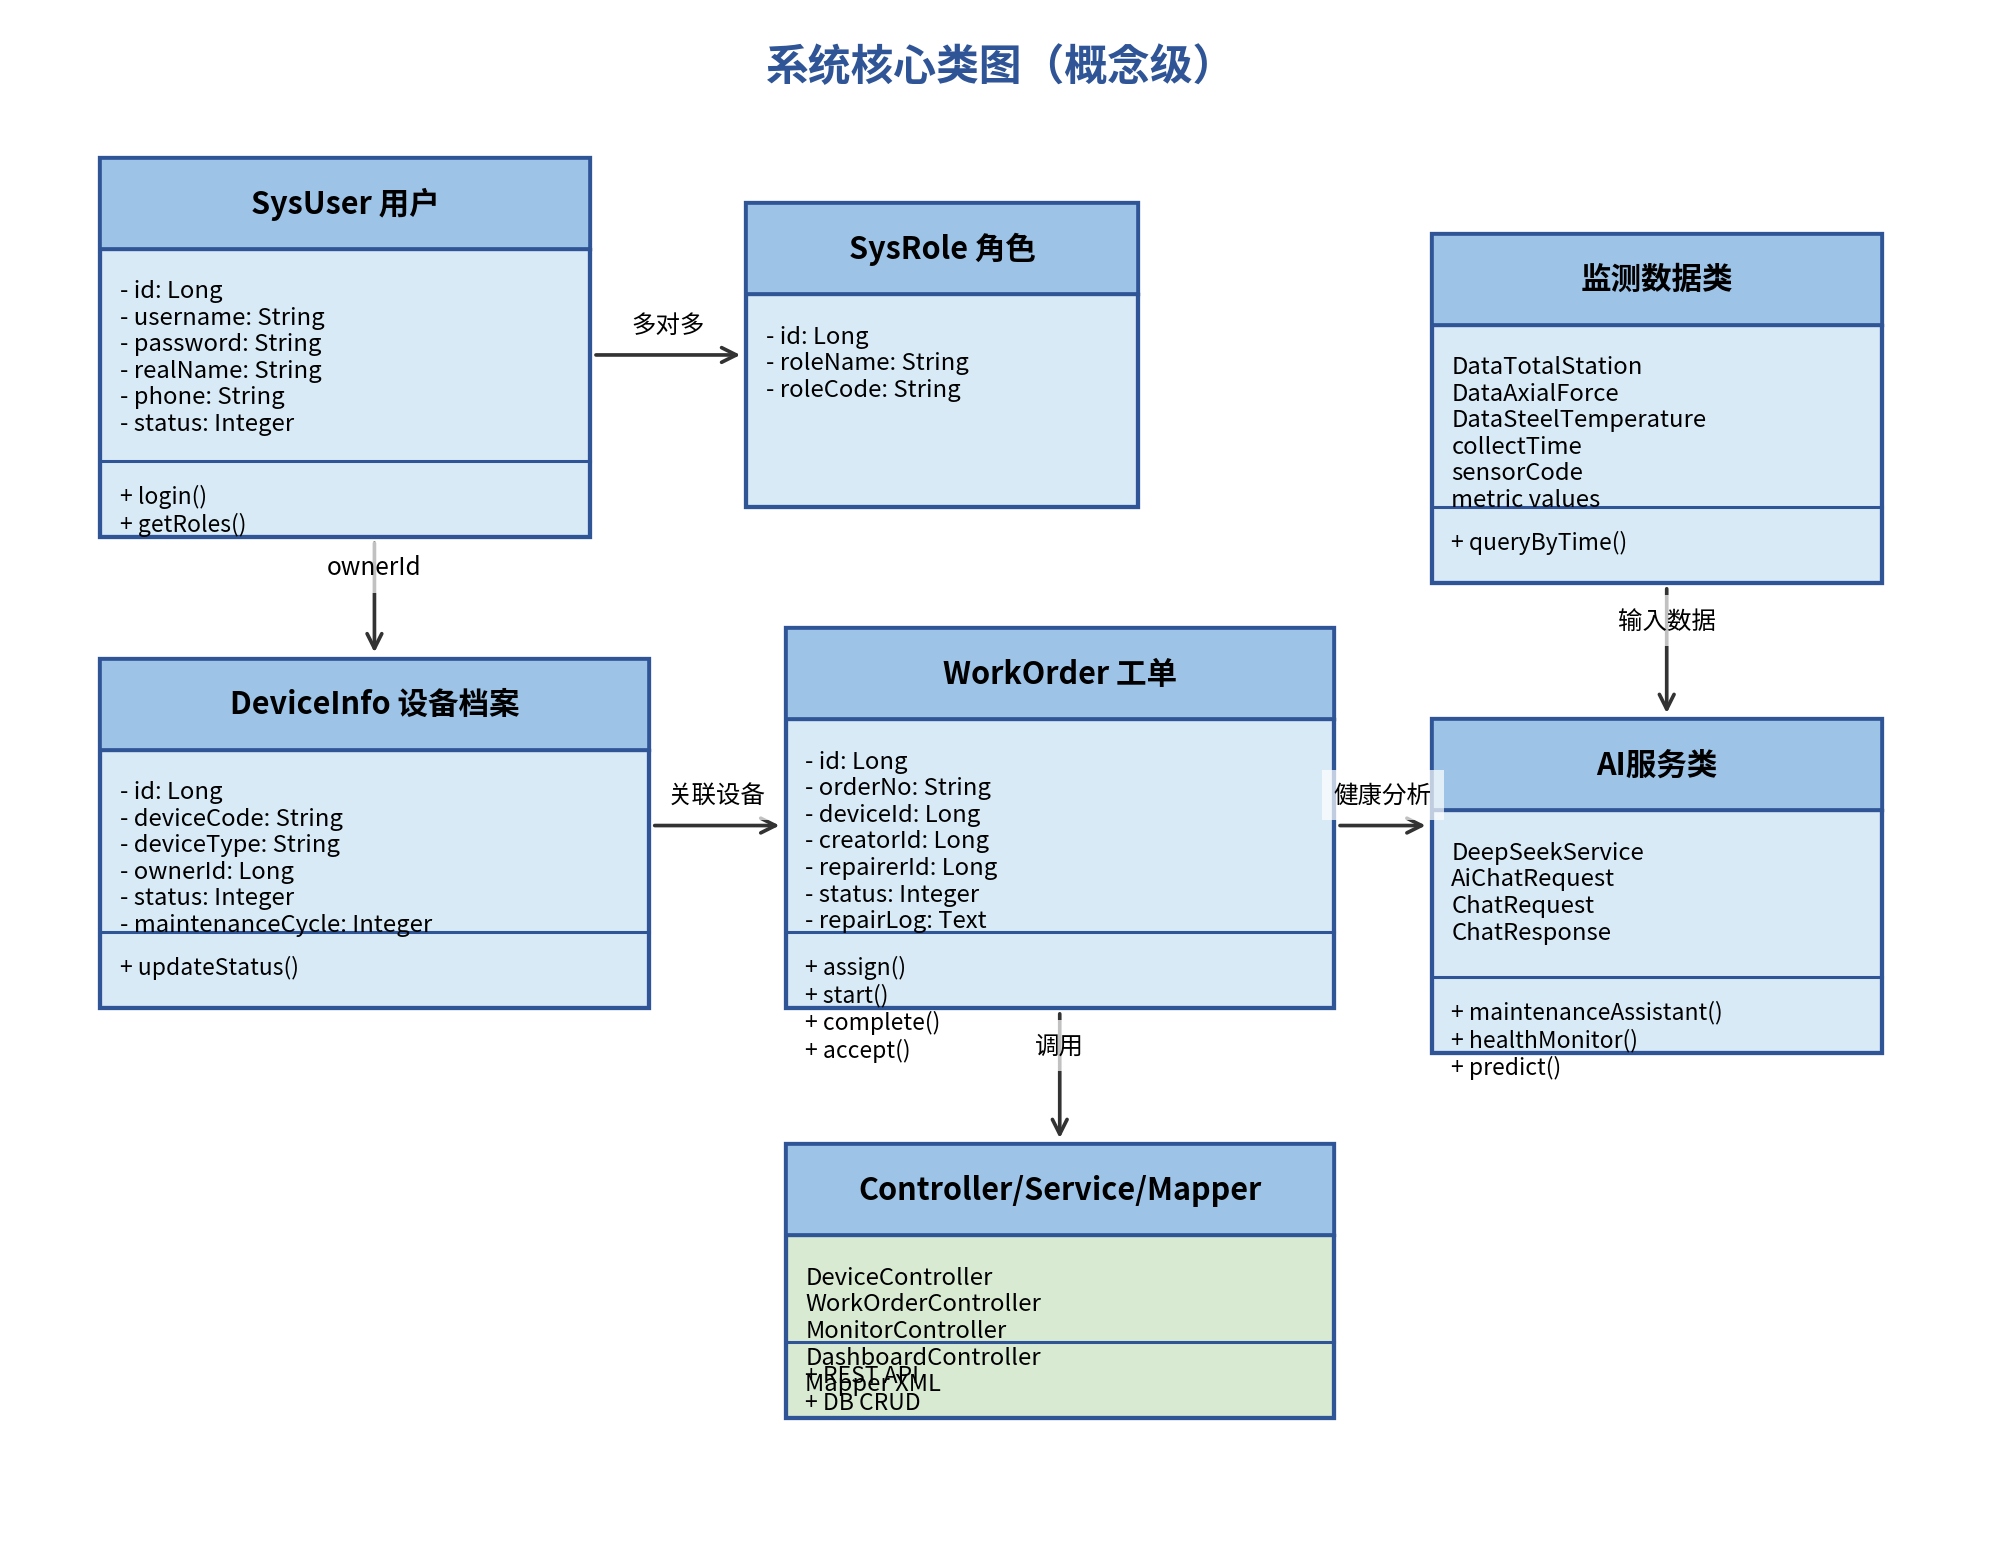 系统核心类图（概念级）
SysUser 用户
- id: Long
- username: String
- password: String
- realName: String
- phone: String
- status: Integer
+ login()
+ getRoles()
多对多
SysRole 角色
- id: Long
- roleName: String
- roleCode: String
监测数据类
DataTotalStation
DataAxialForce
DataSteelTemperature
collectTime
sensorCode
metric values
+ queryByTime()
ownerId
输入数据
DeviceInfo 设备档案
- id: Long
- deviceCode: String
- deviceType: String
- ownerId: Long
- status: Integer
- maintenanceCycle: Integer
+ updateStatus()
关联设备
WorkOrder 工单
- id: Long
- orderNo: String
- deviceId: Long
- creatorId: Long
- repairerId: Long
- status: Integer
- repairLog: Text
+ assign()
+ start()
+ complete()
+ accept()
健康分析
AI服务类
DeepSeekService
AiChatRequest
ChatRequest
ChatResponse
+ maintenanceAssistant()
+ healthMonitor()
+ predict()
调用
Controller/Service/Mapper
DeviceController
WorkOrderController
MonitorController
DashboardController
Mapper XML
+ REST API
+ DB CRUD